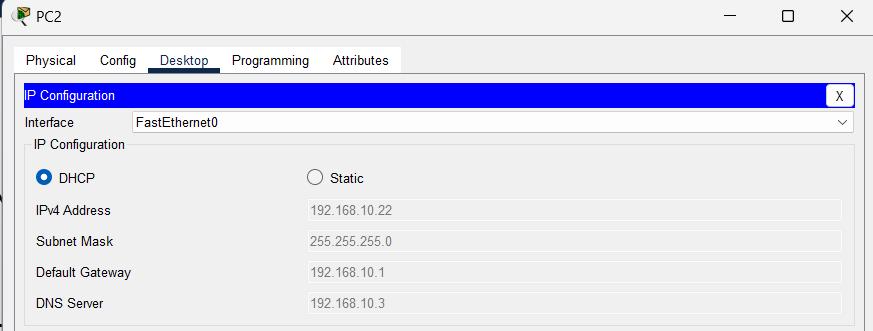 PC2
Physical Config Desktop Programming Attributes
IP Configuration X
Interface FastEthernet0
IP Configuration
DHCP Static
IPv4 Address 192.168.10.22
Subnet Mask 255.255.255.0
Default Gateway 192.168.10.1
DNS Server 192.168.10.3